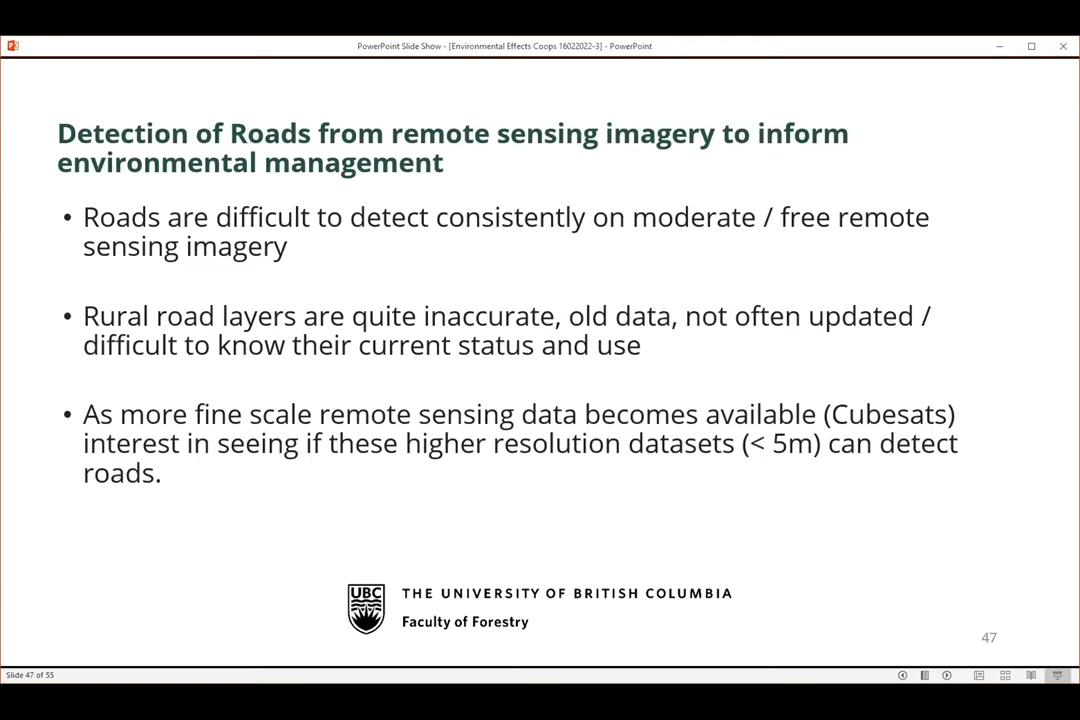 PowerPoint Slide Show - [Environmental Effects Coops 16022022-3] - PowerPoint
Detection of Roads from remote sensing imagery to inform
environmental management
• Roads are difficult to detect consistently on moderate / free remote
sensing imagery
• Rural road layers are quite inaccurate, old data, not often updated /
difficult to know their current status and use
• As more fine scale remote sensing data becomes available (Cubesats)
interest in seeing if these higher resolution datasets (< 5m) can detect
roads.
UBC
THE UNIVERSITY OF BRITISH COLUMBIA
Faculty of Forestry
47
Slide 47 of 55